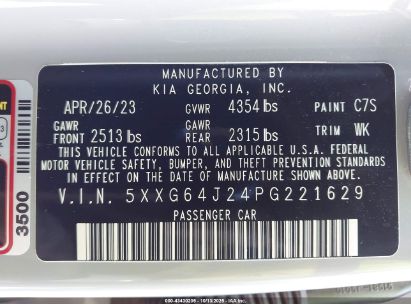 MANUFACTURED BY
KIA GEORGIA, INC.
APR/26/23 GVWR 4354 lbs PAINT C7S
GAWR FRONT 2513 lbs GAWR REAR 2315 lbs TRIM WK
THIS VEHICLE CONFORMS TO ALL APPLICABLE U.S.A. FEDERAL
MOTOR VEHICLE SAFETY, BUMPER, AND THEFT PREVENTION STANDARDS
IN EFFECT ON THE DATE OF MANUFACTURE SHOWN ABOVE.
V.I.N. 5XXG64J24PG221629
PASSENGER CAR
3500